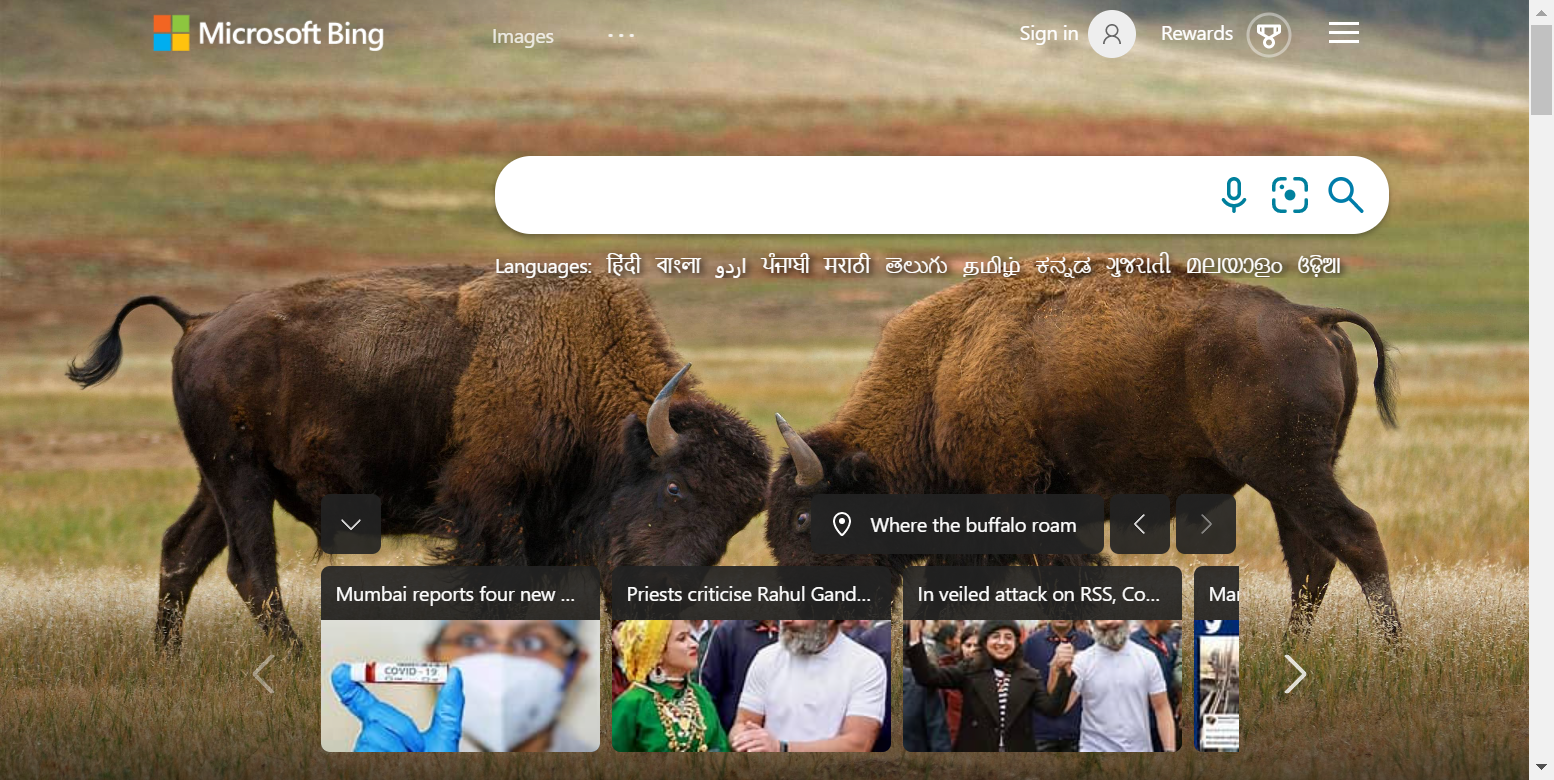 Microsoft Bing
Images
Sign in
Rewards
Languages: हिंदी বাংলা اردو ਪੰਜਾਬੀ मराठी తెలుగు தமிழ் ಕನ್ನಡ ગુજરાતી മലയാളം ଓଡ଼ିଆ
Where the buffalo roam
Mumbai reports four new ...
Priests criticise Rahul Gand...
In veiled attack on RSS, Co...
Mar
COVID - 19